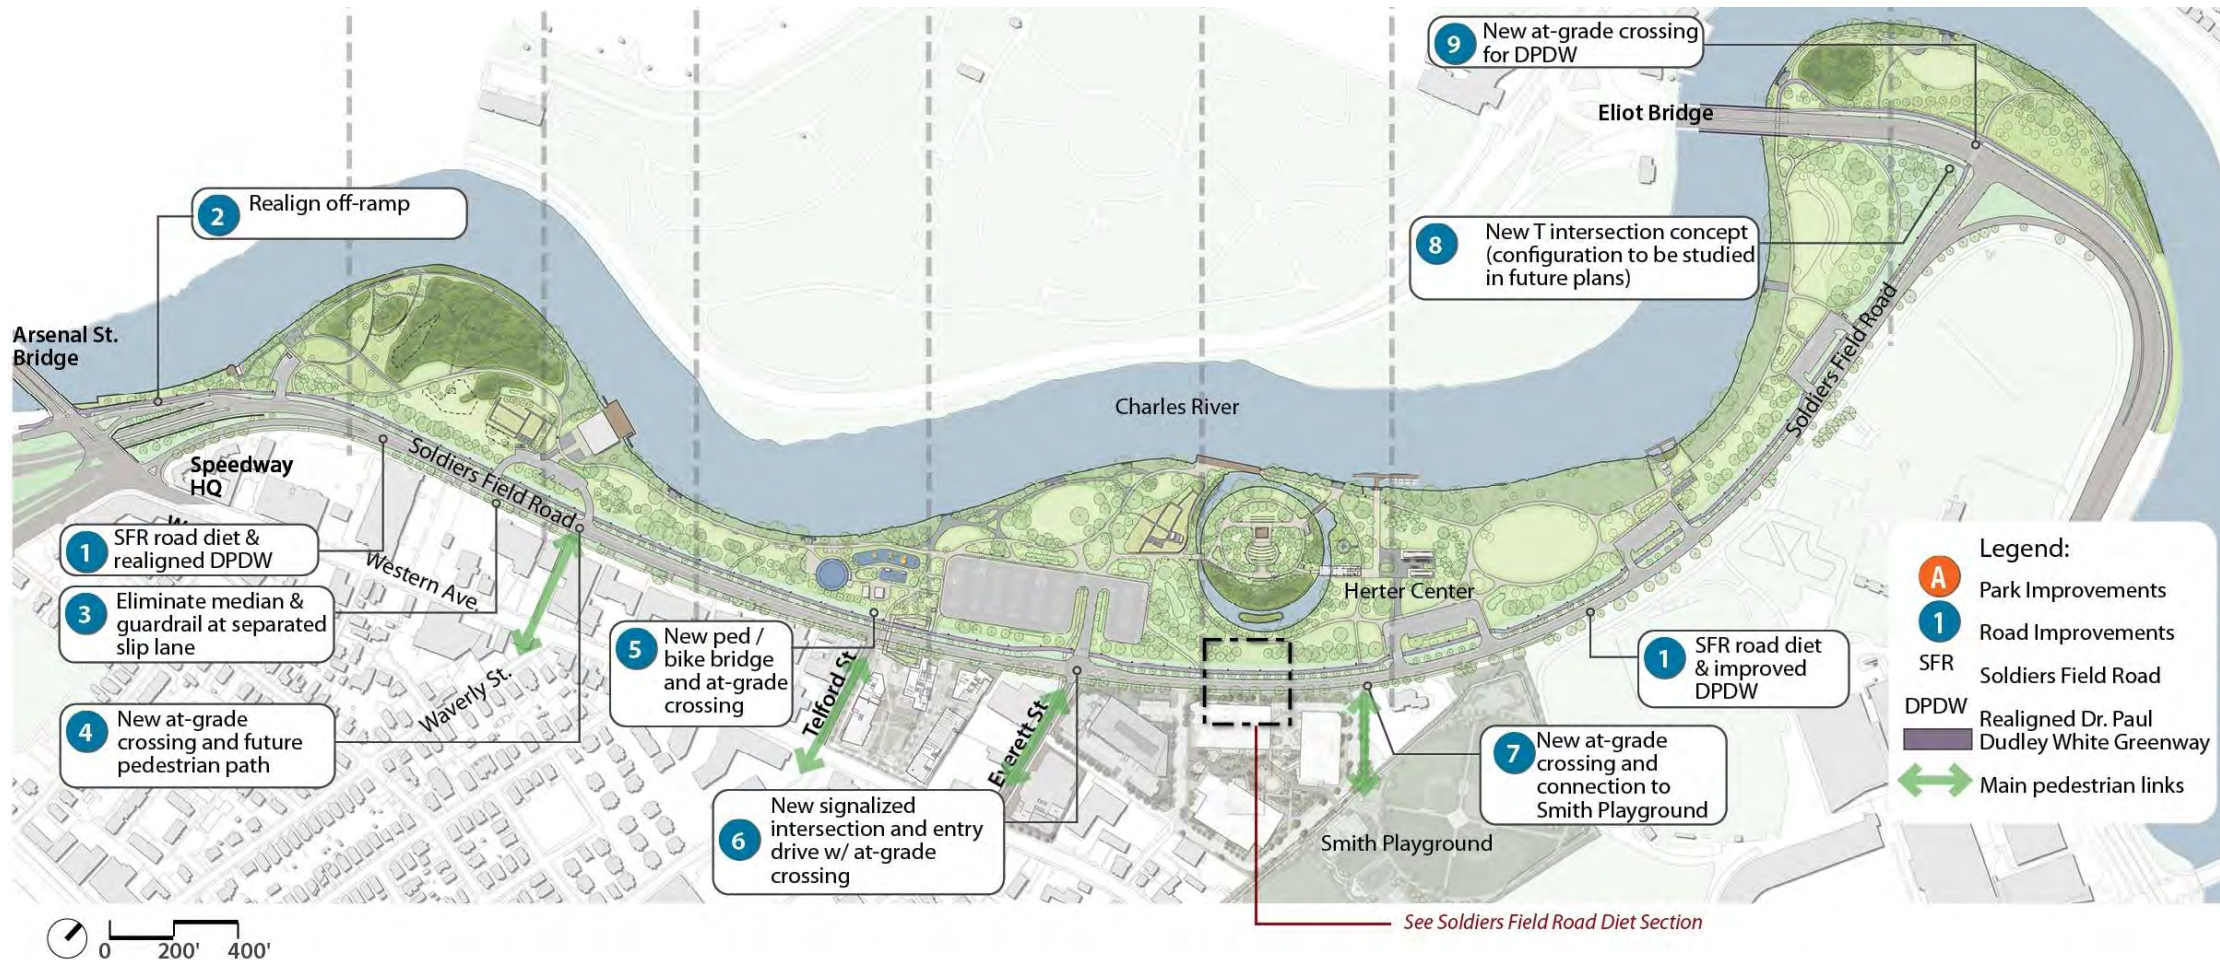 9
New at-grade crossing
for DPDW
Eliot Bridge
2
Realign off-ramp
8
New T intersection concept
(configuration to be studied
in future plans)
Arsenal St.
Bridge
Charles River
Soldiers Field Road
Soldiers Field Road
Speedway
HQ
1
SFR road diet &
realigned DPDW
Western Ave.
3
Eliminate median &
guardrail at separated
slip lane
Herter Center
5
New ped /
bike bridge
and at-grade
crossing
1
SFR road diet
& improved
DPDW
Waverly St.
Telford St.
Everett St
4
New at-grade
crossing and future
pedestrian path
7
New at-grade
crossing and
connection to
Smith Playground
6
New signalized
intersection and entry
drive w/ at-grade
crossing
Smith Playground
Legend:
A
Park Improvements
1
Road Improvements
SFR
Soldiers Field Road
DPDW
Realigned Dr. Paul
Dudley White Greenway
Main pedestrian links
See Soldiers Field Road Diet Section
0 200' 400'